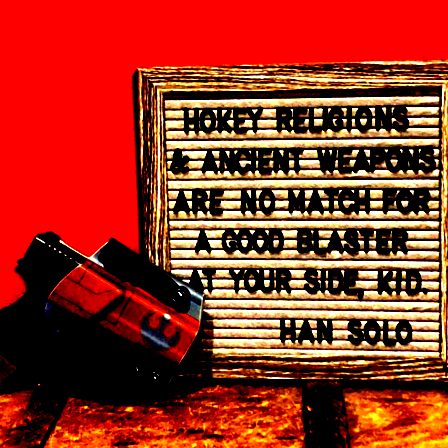 HOKEY RELIGIONS
& ANCIENT WEAPONS
ARE NO MATCH FOR
A GOOD BLASTER
AT YOUR SIDE, KID.
HAN SOLO